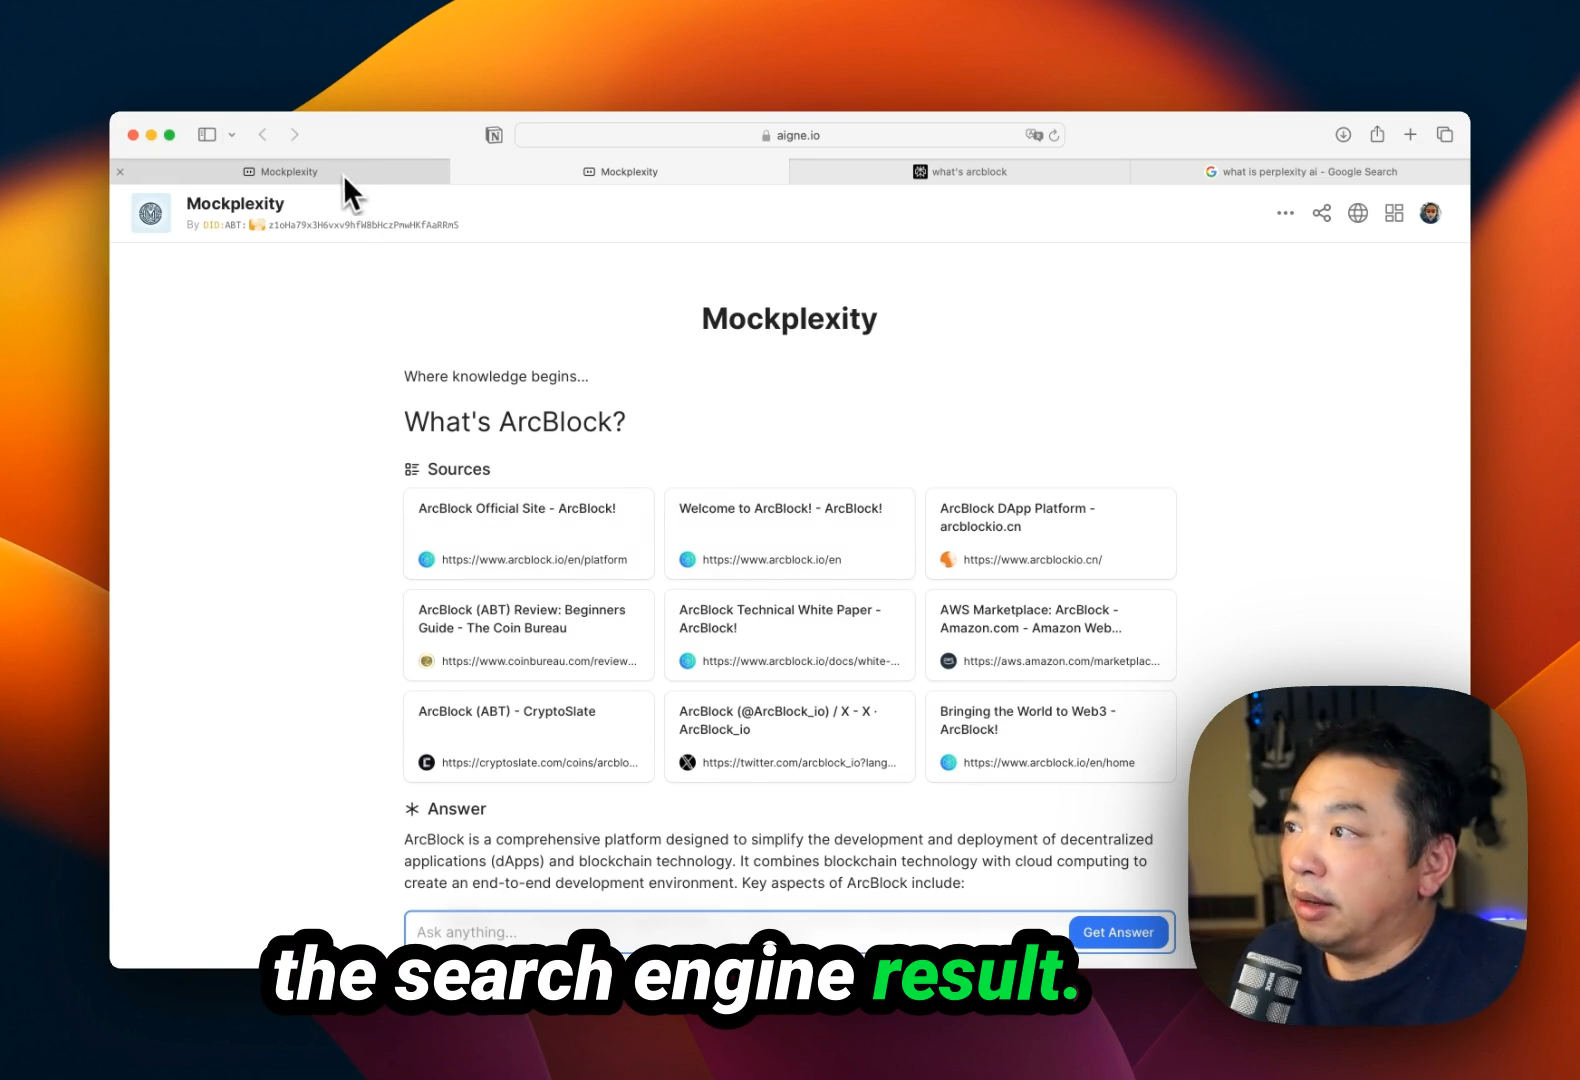 aigne.io
Mockplexity
Mockplexity
what's arcblock
what is perplexity ai - Google Search
Mockplexity
By DID:ABT: z1oHa79x3H6vxv9hfW8bHczPmwHKfAaRRmS
Mockplexity
Where knowledge begins...
What's ArcBlock?
Sources
ArcBlock Official Site - ArcBlock!
https://www.arcblock.io/en/platform
Welcome to ArcBlock! - ArcBlock!
https://www.arcblock.io/en
ArcBlock DApp Platform -
arcblockio.cn
https://www.arcblockio.cn/
ArcBlock (ABT) Review: Beginners
Guide - The Coin Bureau
https://www.coinbureau.com/review...
ArcBlock Technical White Paper -
ArcBlock!
https://www.arcblock.io/docs/white-...
AWS Marketplace: ArcBlock -
Amazon.com - Amazon Web...
https://aws.amazon.com/marketplac...
ArcBlock (ABT) - CryptoSlate
https://cryptoslate.com/coins/arcblo...
ArcBlock (@ArcBlock_io) / X - X ·
ArcBlock_io
https://twitter.com/arcblock_io?lang...
Bringing the World to Web3 -
ArcBlock!
https://www.arcblock.io/en/home
Answer
ArcBlock is a comprehensive platform designed to simplify the development and deployment of decentralized
applications (dApps) and blockchain technology. It combines blockchain technology with cloud computing to
create an end-to-end development environment. Key aspects of ArcBlock include:
Ask anything...
Get Answer
the search engine result.